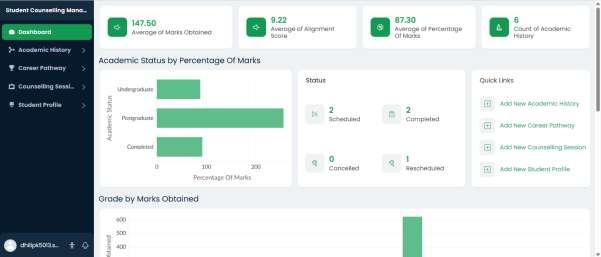 Student Counselling Mana...
Dashboard
Academic History
Career Pathway
Counselling Sessi...
Student Profile
dhilipk5013.s...
147.50
Average of Marks Obtained
9.22
Average of Alignment
Score
87.30
Average of Percentage
Of Marks
6
Count of Academic
History
Academic Status by Percentage Of Marks
Academic Status
Undergraduate
Postgraduate
Completed
0
100
200
Percentage Of Marks
Status
2
Scheduled
2
Completed
0
Cancelled
1
Rescheduled
Quick Links
Add New Academic History
Add New Career Pathway
Add New Counselling Session
Add New Student Profile
Grade by Marks Obtained
600
500
400